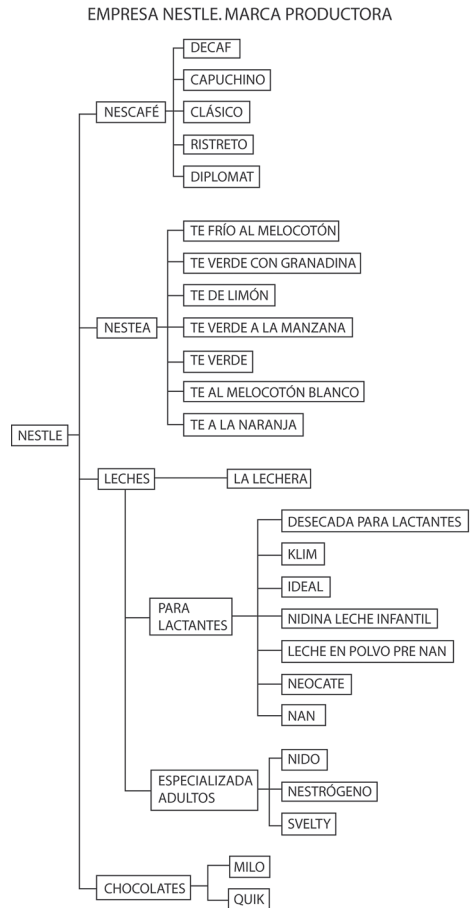 EMPRESA NESTLE. MARCA PRODUCTORA
DECAF
CAPUCHINO
NESCAFÉ
CLÁSICO
RISTRETO
DIPLOMAT
TE FRÍO AL MELOCOTÓN
TE VERDE CON GRANADINA
TE DE LIMÓN
NESTEA
TE VERDE A LA MANZANA
TE VERDE
TE AL MELOCOTÓN BLANCO
TE A LA NARANJA
NESTLE
LECHES
LA LECHERA
DESECADA PARA LACTANTES
KLIM
IDEAL
PARA
LACTANTES
NIDINA LECHE INFANTIL
LECHE EN POLVO PRE NAN
NEOCATE
NAN
NIDO
ESPECIALIZADA
ADULTOS
NESTRÓGENO
SVELTY
MILO
CHOCOLATES
QUIK